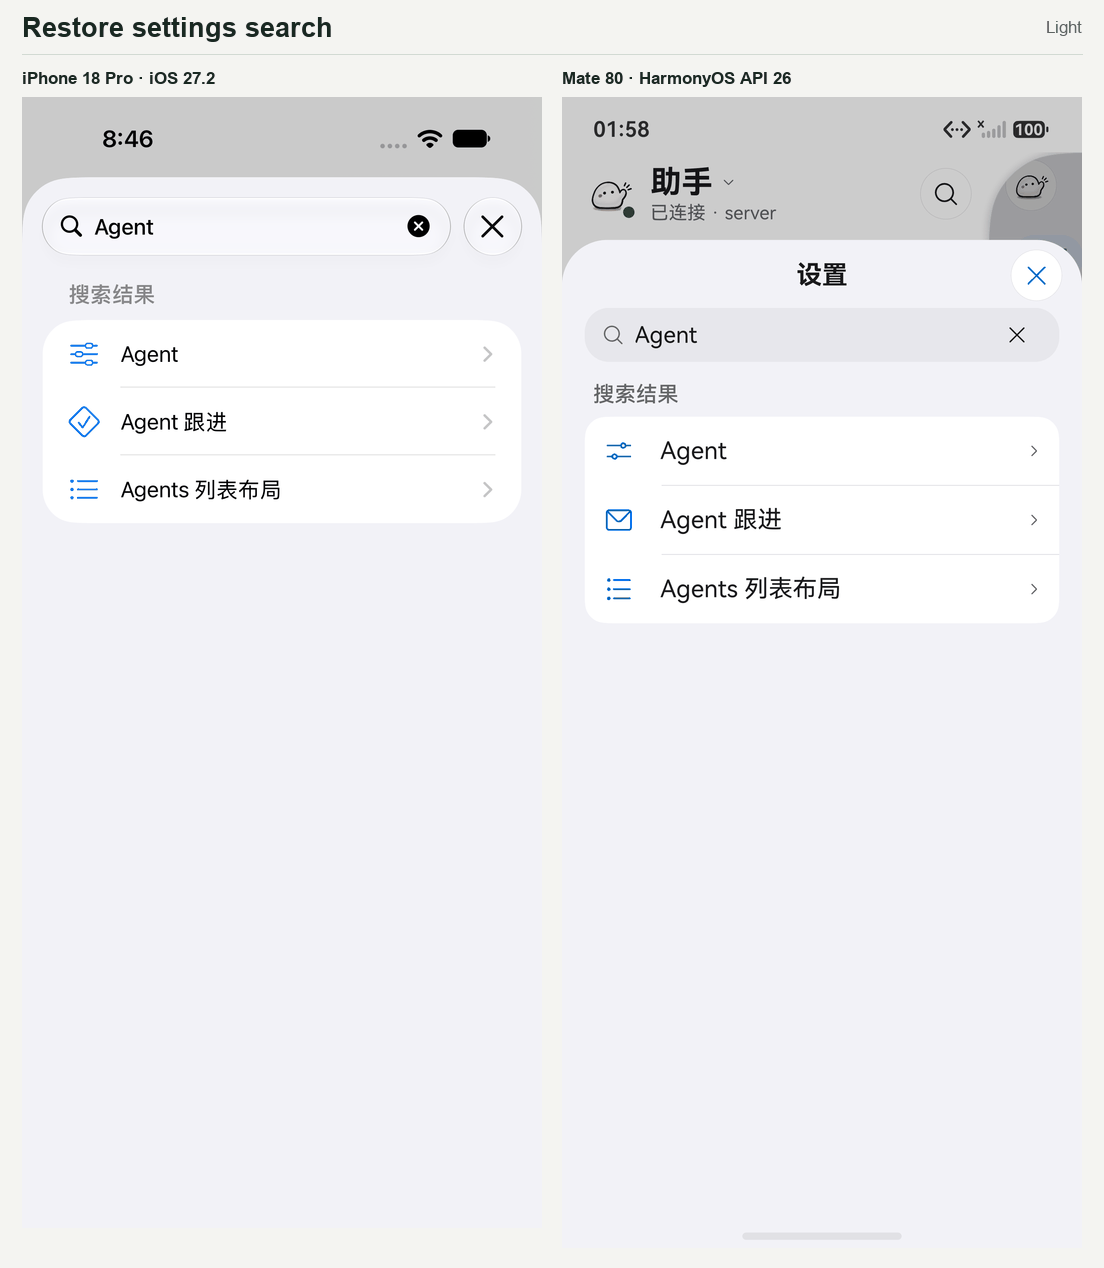 Restore settings search
Light
iPhone 18 Pro · iOS 27.2
8:46
Agent
搜索结果
Agent
Agent 跟进
Agents 列表布局
Mate 80 · HarmonyOS API 26
01:58
100
助手
已连接 · server
设置
Agent
搜索结果
Agent
Agent 跟进
Agents 列表布局